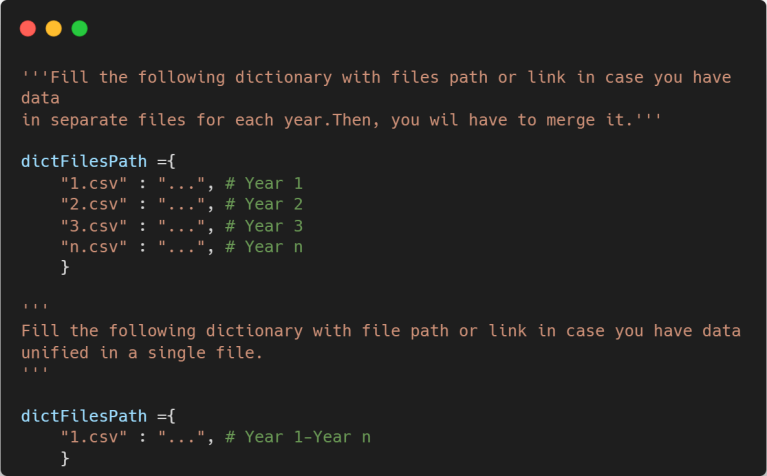 '''Fill the following dictionary with files path or link in case you have
data
in separate files for each year.Then, you wil have to merge it.'''
dictFilesPath ={
    "1.csv" : "...", # Year 1
    "2.csv" : "...", # Year 2
    "3.csv" : "...", # Year 3
    "n.csv" : "...", # Year n
    }
'''
Fill the following dictionary with file path or link in case you have data
unified in a single file.
'''
dictFilesPath ={
    "1.csv" : "...", # Year 1-Year n
    }